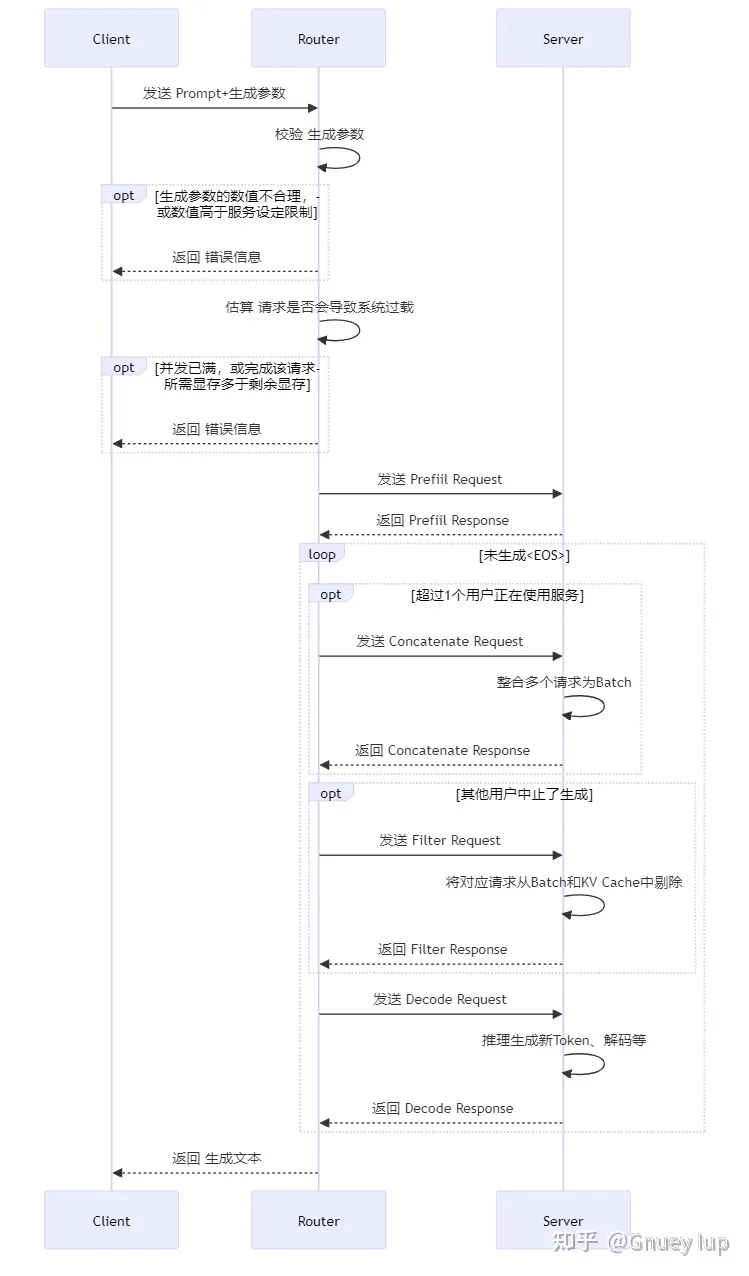 Client
Router
Server
发送 Prompt+生成参数
校验 生成参数
opt
[生成参数的数值不合理，
或数值高于服务设定限制]
返回 错误信息
估算 请求是否会导致系统过载
opt
[并发已满，或完成该请求
所需显存多于剩余显存]
返回 错误信息
发送 Prefiil Request
返回 Prefiil Response
loop
[未生成<EOS>]
opt
[超过1个用户正在使用服务]
发送 Concatenate Request
整合多个请求为Batch
返回 Concatenate Response
opt
[其他用户中止了生成]
发送 Filter Request
将对应请求从Batch和KV Cache中剔除
返回 Filter Response
发送 Decode Request
推理生成新Token、解码等
返回 Decode Response
返回 生成文本
Client
Router
Server
知乎 @Gnuey Iup